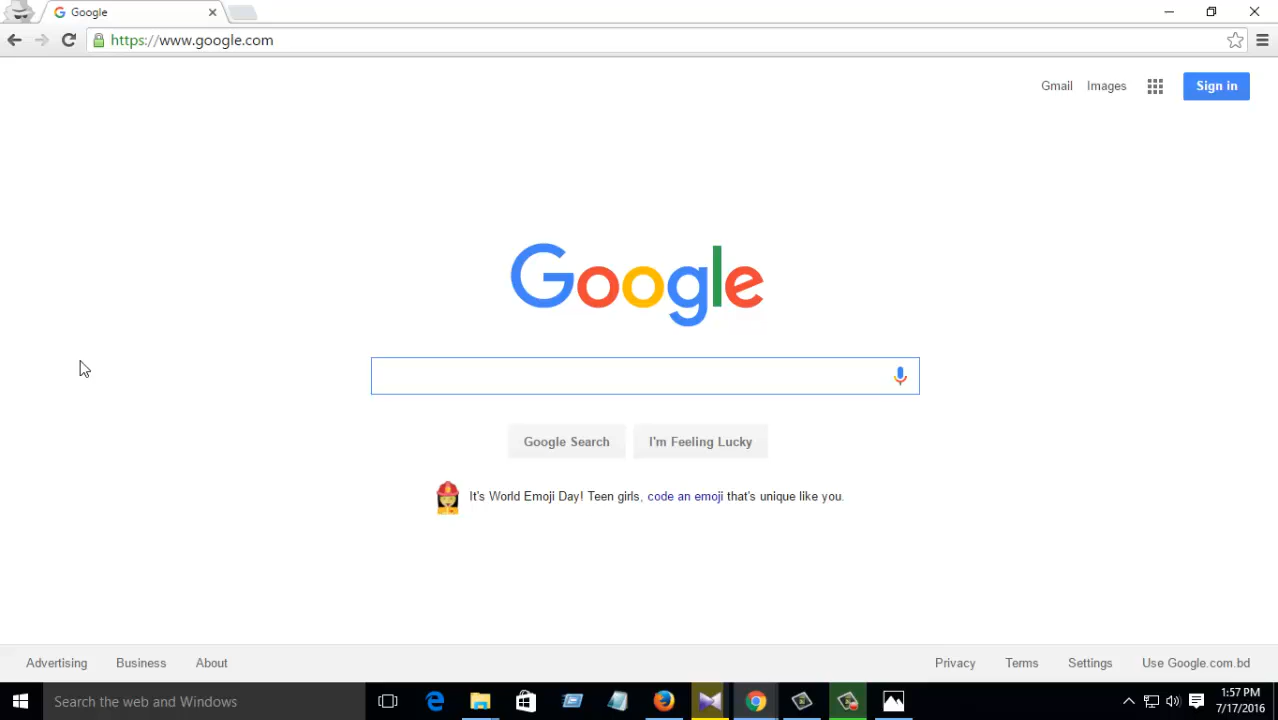 Google
https://www.google.com
Gmail Images Sign in
Google
Google Search I'm Feeling Lucky
It's World Emoji Day! Teen girls, code an emoji that's unique like you.
Advertising Business About Privacy Terms Settings Use Google.com.bd
Search the web and Windows
1:57 PM
7/17/2016